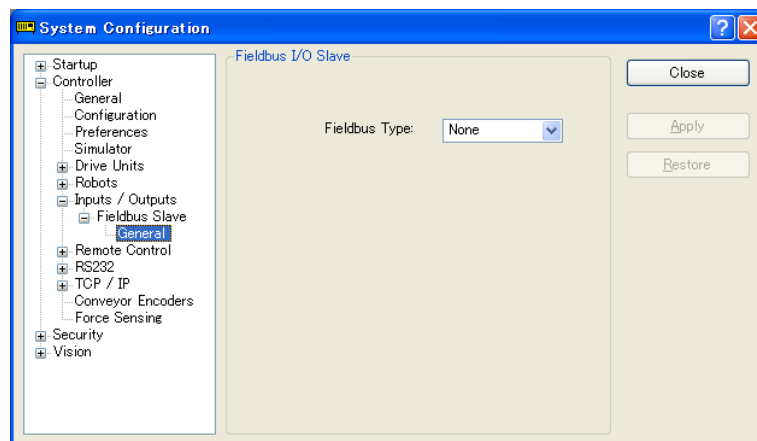 System Configuration
Startup
Controller
General
Configuration
Preferences
Simulator
Drive Units
Robots
Inputs / Outputs
Fieldbus Slave
General
Remote Control
RS232
TCP / IP
Conveyor Encoders
Force Sensing
Security
Vision
Fieldbus I/O Slave
Fieldbus Type: None
Close
Apply
Restore